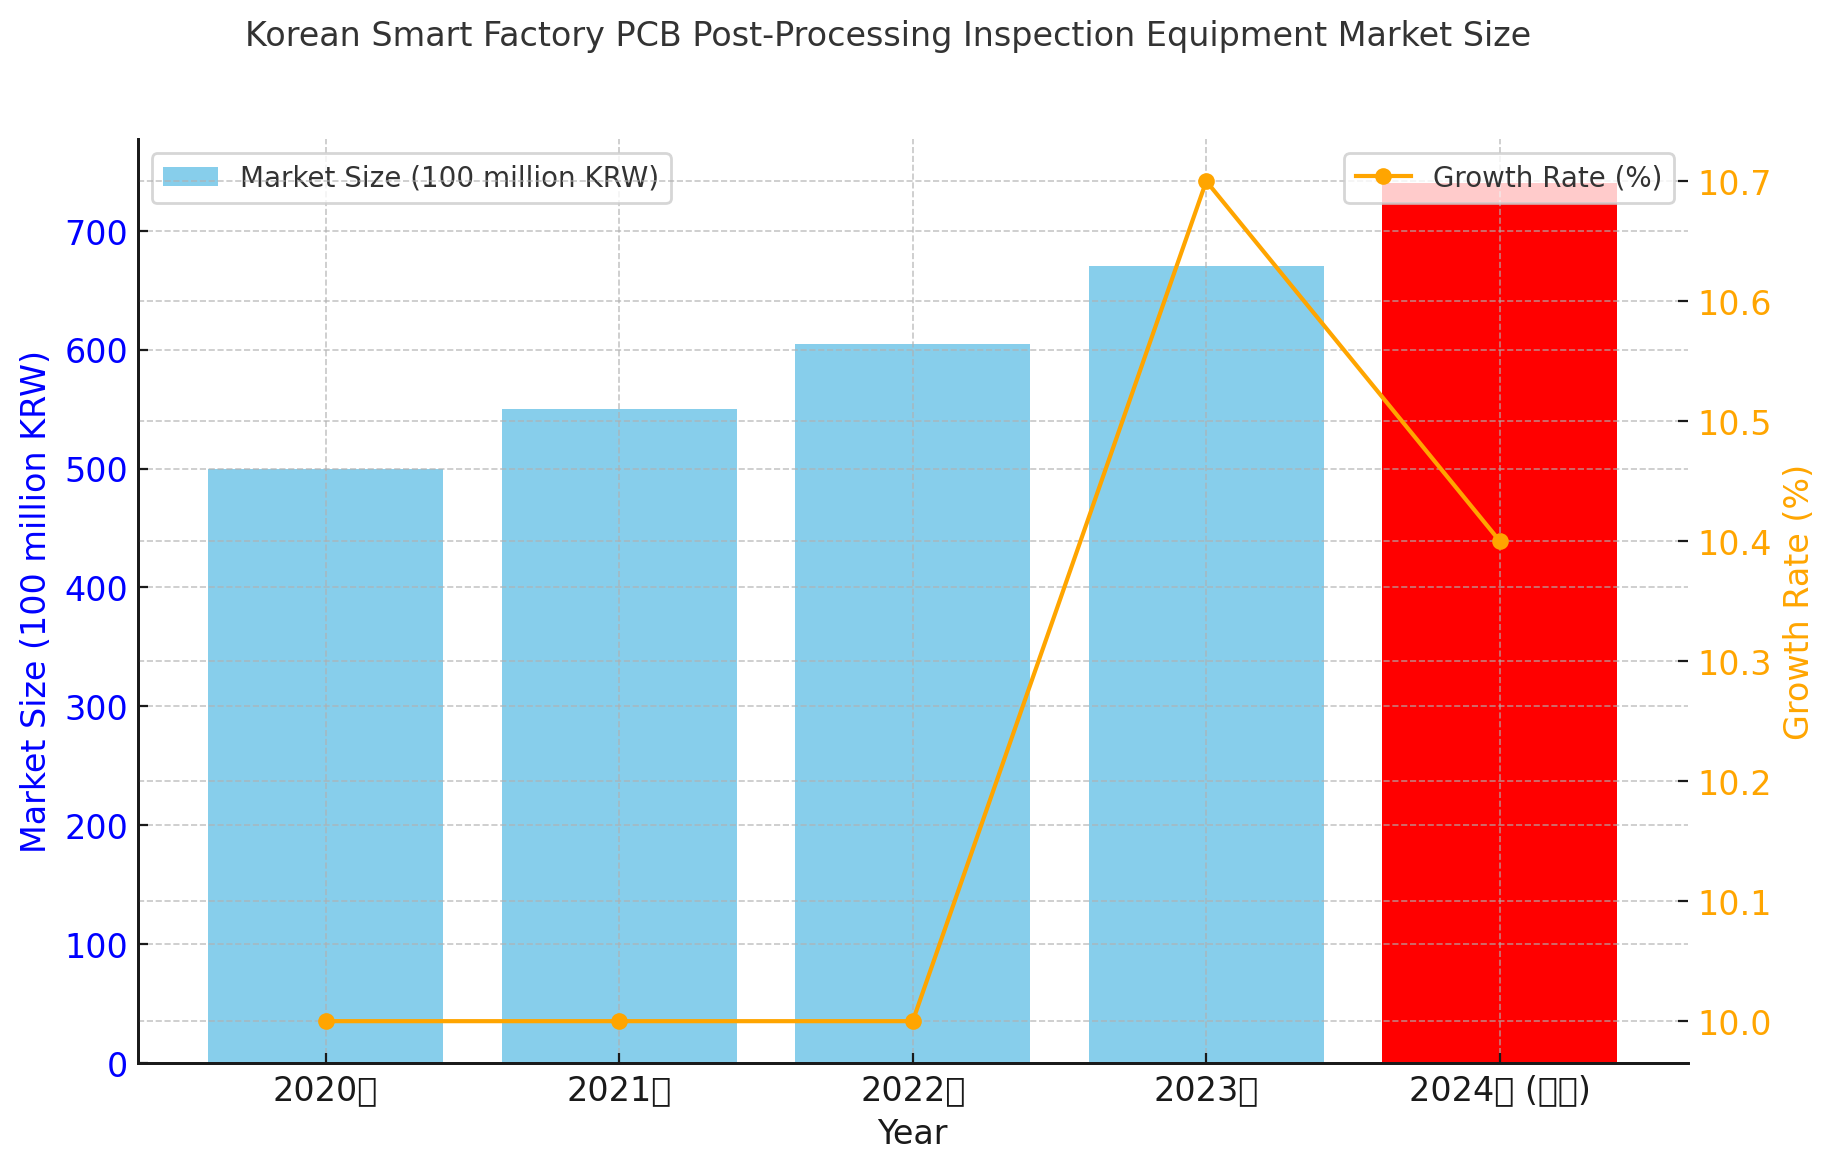 Korean Smart Factory PCB Post-Processing Inspection Equipment Market Size
Market Size (100 million KRW)
Growth Rate (%)
Market Size (100 million KRW)
700
600
500
400
300
200
100
0
10.7
10.6
10.5
10.4
10.3
10.2
10.1
10.0
Growth Rate (%)
2020▯ 2021▯ 2022▯ 2023▯ 2024▯ (▯▯)
Year